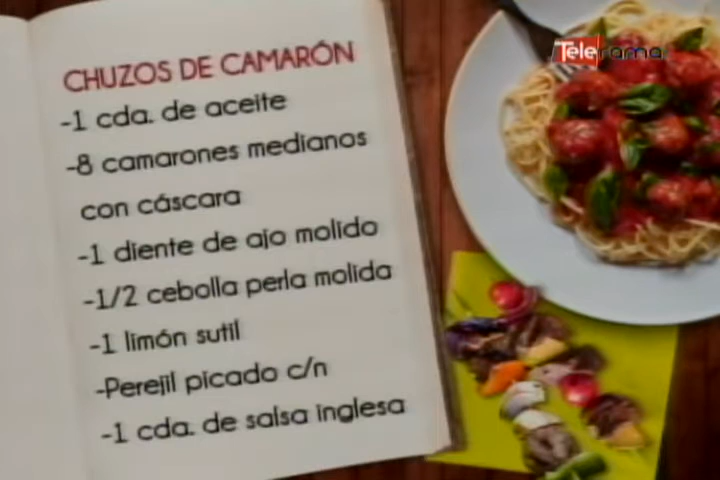 Telerama
CHUZOS DE CAMARÓN
-1 cda. de aceite
-8 camarones medianos
con cáscara
-1 diente de ajo molido
-1/2 cebolla perla molida
-1 limón sutil
-Perejil picado c/n
-1 cda. de salsa inglesa